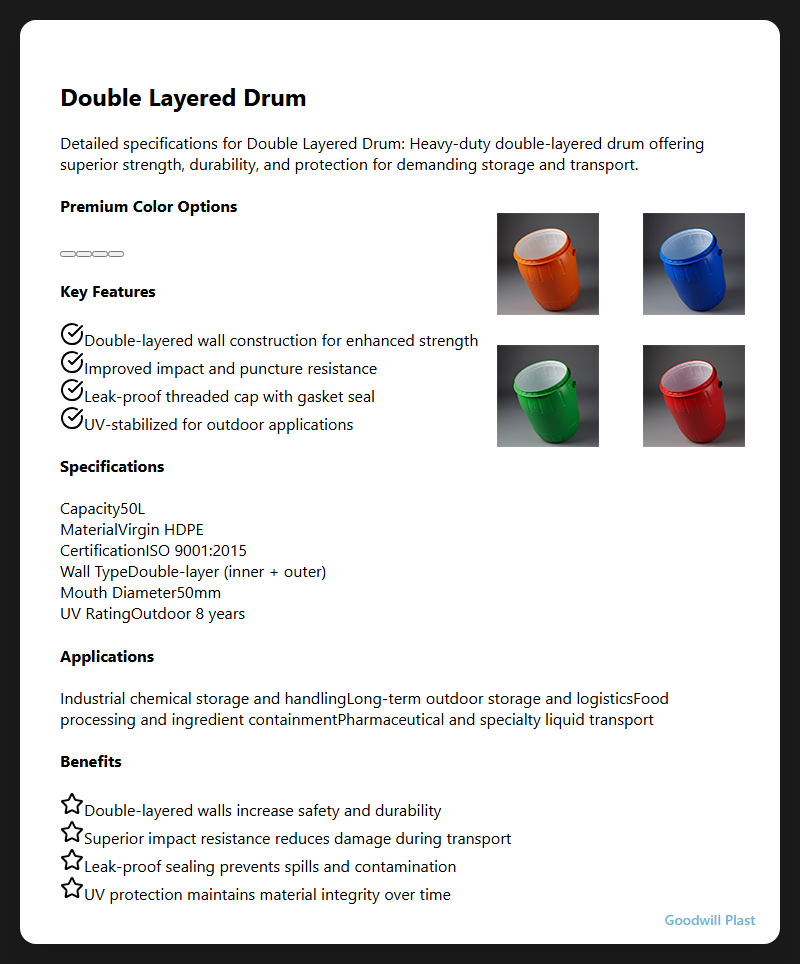 Double Layered Drum
Detailed specifications for Double Layered Drum: Heavy-duty double-layered drum offering
superior strength, durability, and protection for demanding storage and transport.
Premium Color Options
Key Features
Double-layered wall construction for enhanced strength
Improved impact and puncture resistance
Leak-proof threaded cap with gasket seal
UV-stabilized for outdoor applications
Specifications
Capacity50L
MaterialVirgin HDPE
CertificationISO 9001:2015
Wall TypeDouble-layer (inner + outer)
Mouth Diameter50mm
UV RatingOutdoor 8 years
Applications
Industrial chemical storage and handlingLong-term outdoor storage and logisticsFood
processing and ingredient containmentPharmaceutical and specialty liquid transport
Benefits
Double-layered walls increase safety and durability
Superior impact resistance reduces damage during transport
Leak-proof sealing prevents spills and contamination
UV protection maintains material integrity over time
Goodwill Plast